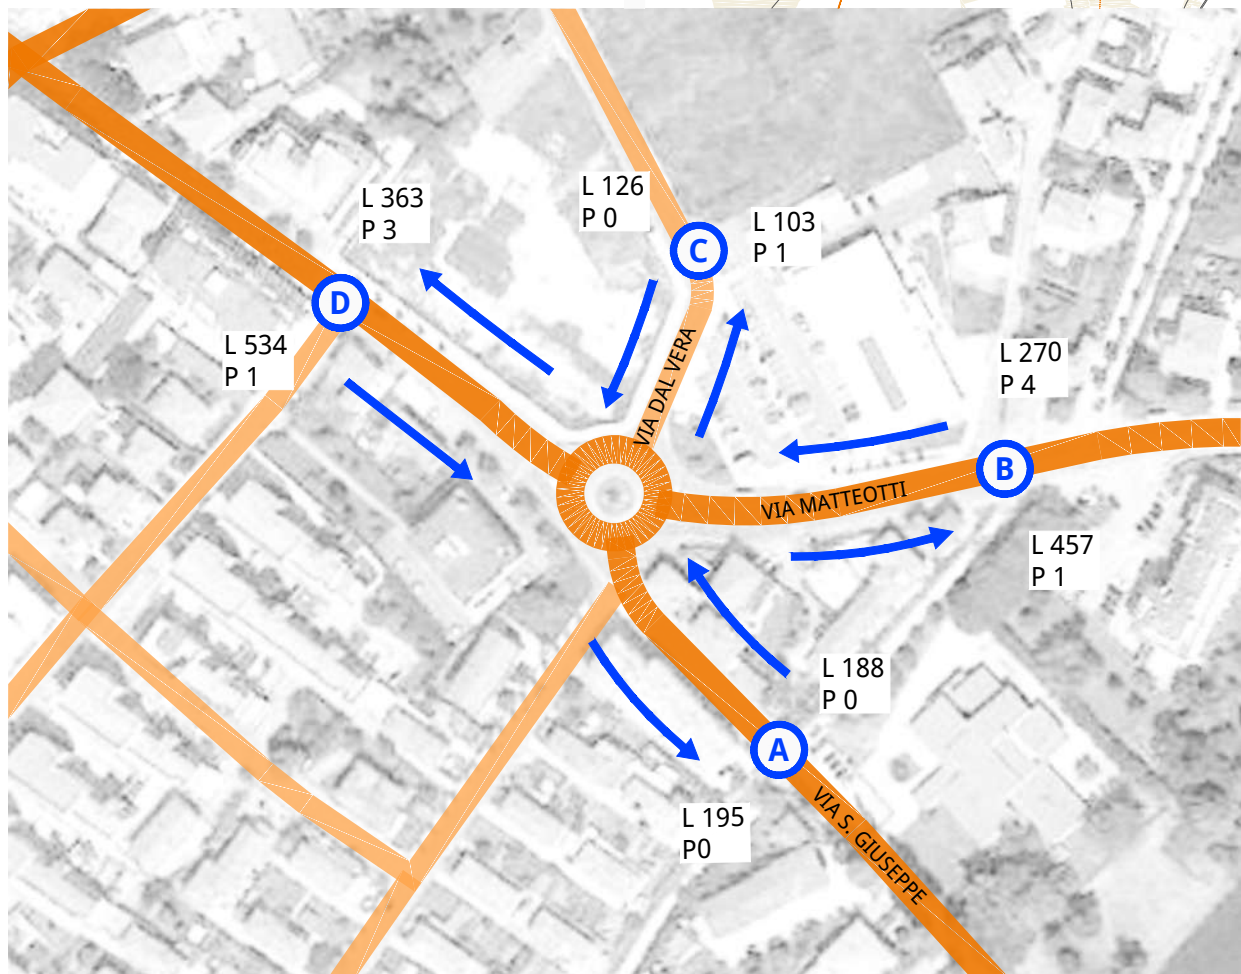 L 126
P 0
L 363
P 3
L 103
P 1
C
D
L 534
P 1
VIA DAL VERA
L 270
P 4
B
VIA MATTEOTTI
L 457
P 1
L 188
P 0
A
VIA S. GIUSEPPE
L 195
P0